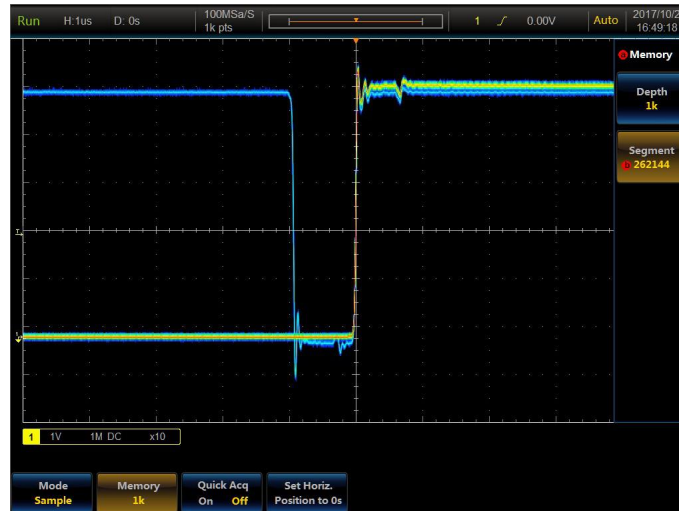 Run H:1us D: 0s 100MSa/S 1 0.00V Auto 2017/10/2
1k pts 16:49:18
Memory
Depth
1k
Segment
262144
1 1V 1M DC x10
Mode Memory Quick Acq Set Horiz.
Sample 1k On Off Position to 0s